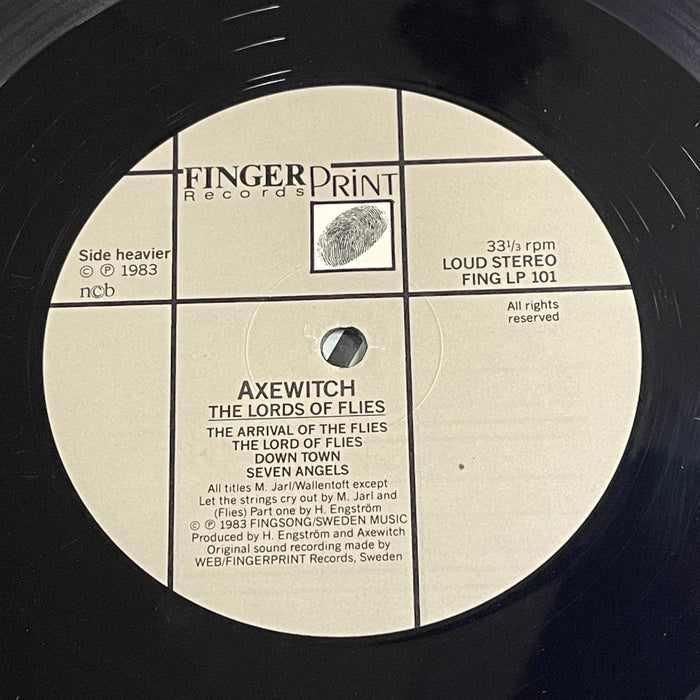 FINGERPRINT
Records
Side heavier
© ℗ 1983
ncb
33 1/3 rpm
LOUD STEREO
FING LP 101
All rights
reserved
AXEWITCH
THE LORDS OF FLIES
THE ARRIVAL OF THE FLIES
THE LORD OF FLIES
DOWN TOWN
SEVEN ANGELS
All titles M. Jarl/Wallentoft except
Let the strings cry out by M. Jarl and
(Flies) Part one by H. Engström
© ℗ 1983 FINGSONG/SWEDEN MUSIC
Produced by H. Engström and Axewitch
Original sound recording made by
WEB/FINGERPRINT Records, Sweden